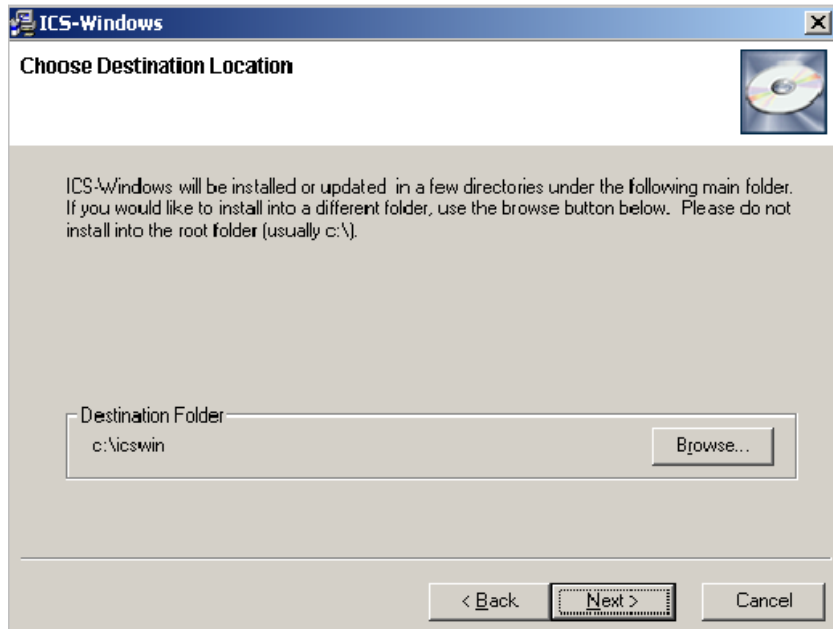 ICS-Windows
Choose Destination Location
ICS-Windows will be installed or updated  in a few directories under the following main folder.
If you would like to install into a different folder, use the browse button below.  Please do not
install into the root folder (usually c:\).
Destination Folder
c:\icswin
Browse...
< Back
Next >
Cancel